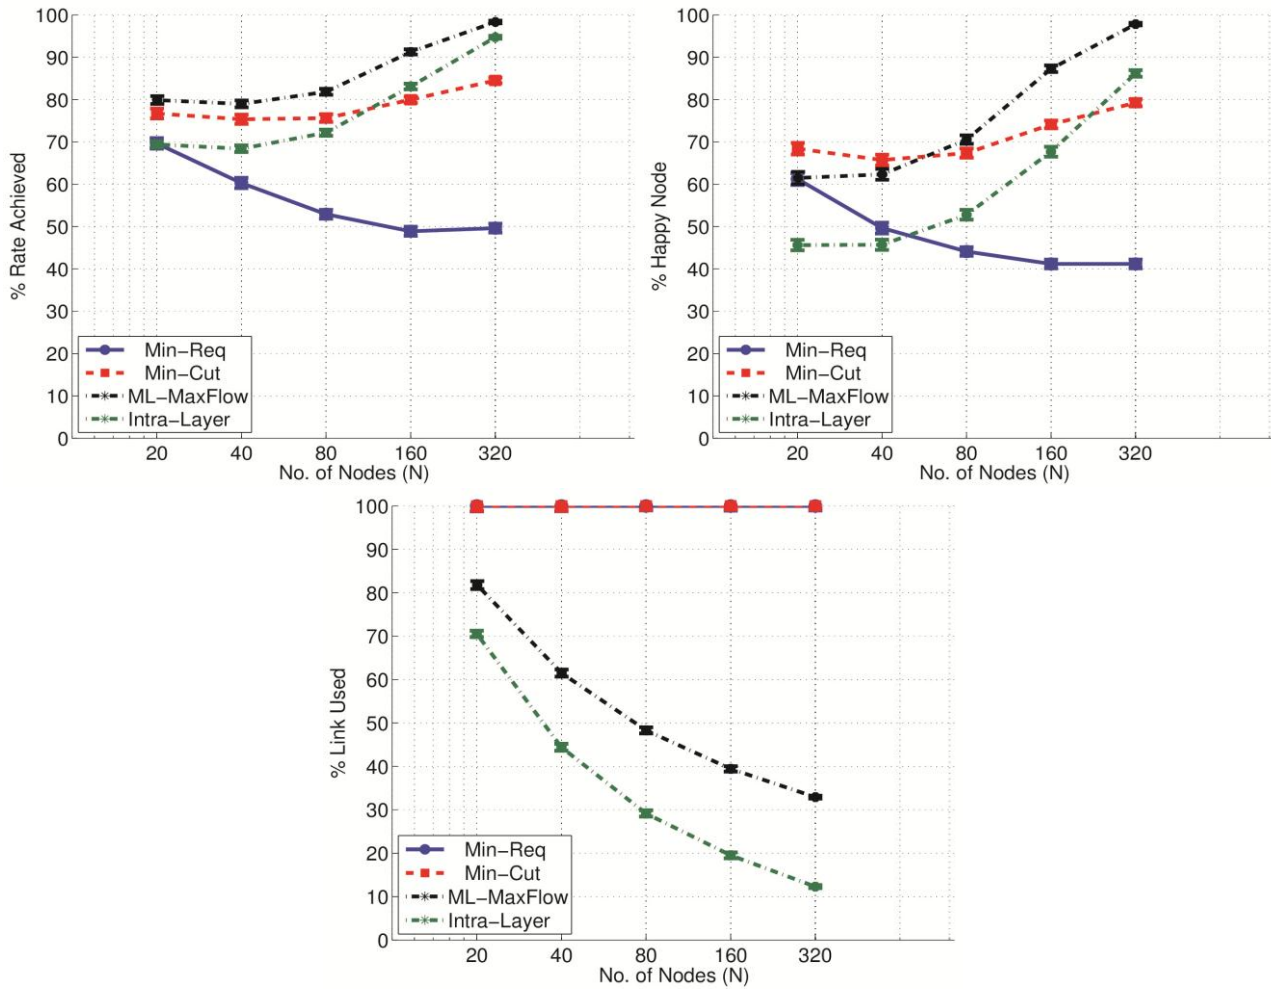 100
90
80
70
60
50
40
30
20
10
0
% Rate Achieved
Min-Req
Min-Cut
ML-MaxFlow
Intra-Layer
20 40 80 160 320
No. of Nodes (N)
100
90
80
70
60
50
40
30
20
10
0
% Happy Node
Min-Req
Min-Cut
ML-MaxFlow
Intra-Layer
20 40 80 160 320
No. of Nodes (N)
100
90
80
70
60
50
40
30
20
10
0
% Link Used
Min-Req
Min-Cut
ML-MaxFlow
Intra-Layer
20 40 80 160 320
No. of Nodes (N)